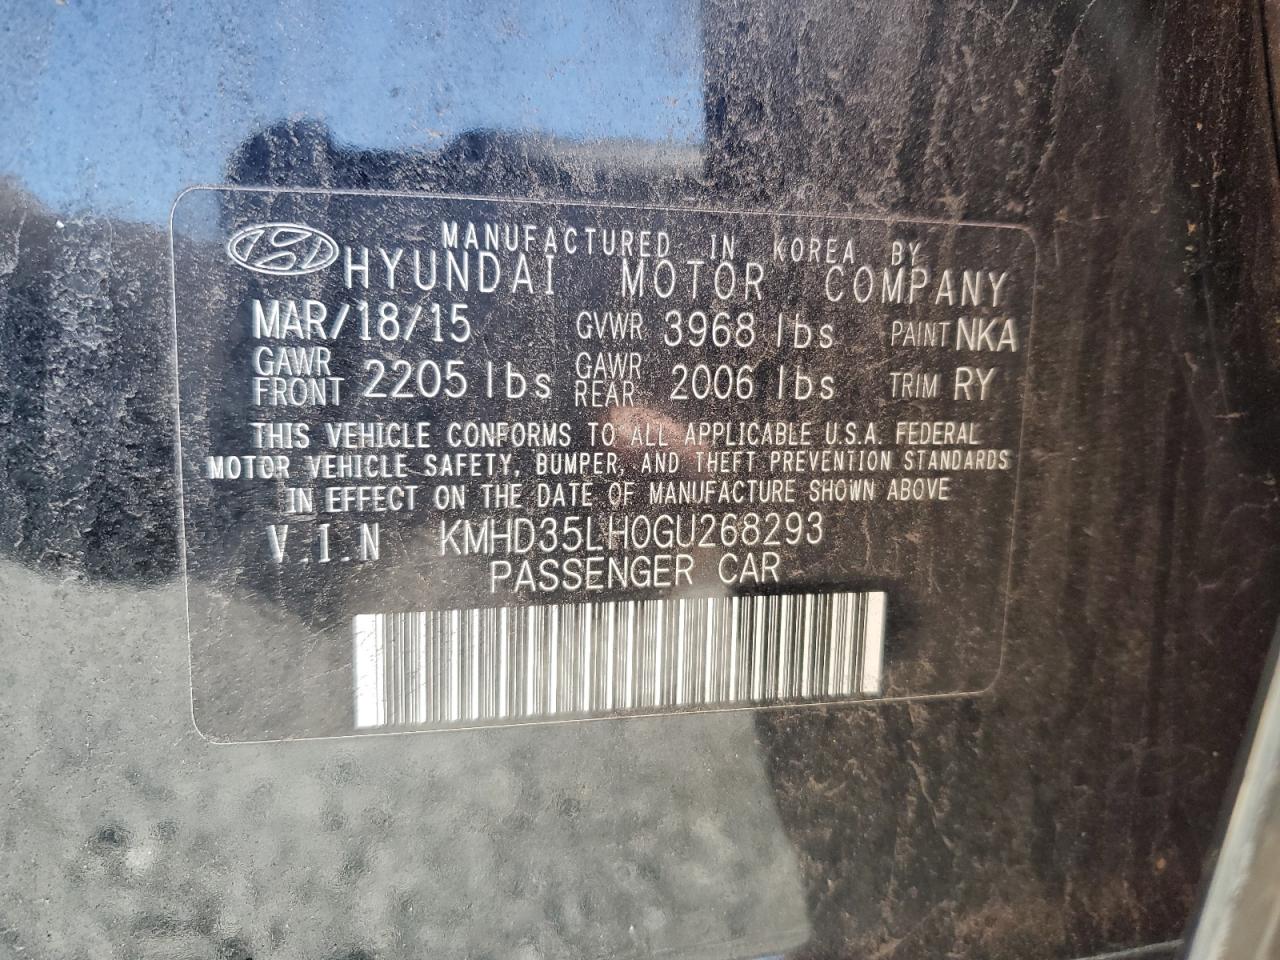 MANUFACTURED IN KOREA BY
HYUNDAI MOTOR COMPANY
MAR/18/15 GVWR 3968 lbs PAINT NKA
GAWR FRONT 2205 lbs GAWR REAR 2006 lbs TRIM RY
THIS VEHICLE CONFORMS TO ALL APPLICABLE U.S.A. FEDERAL
MOTOR VEHICLE SAFETY, BUMPER, AND THEFT PREVENTION STANDARDS
IN EFFECT ON THE DATE OF MANUFACTURE SHOWN ABOVE
V.I.N KMHD35LH0GU268293
PASSENGER CAR